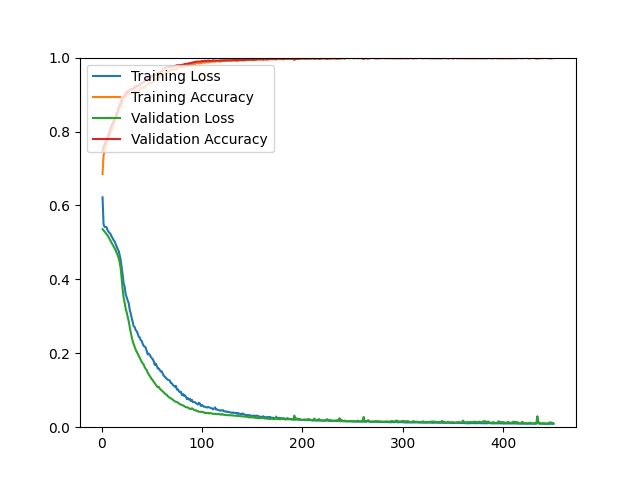 1.0
0.8
0.6
0.4
0.2
0.0
Training Loss
Training Accuracy
Validation Loss
Validation Accuracy
0 100 200 300 400